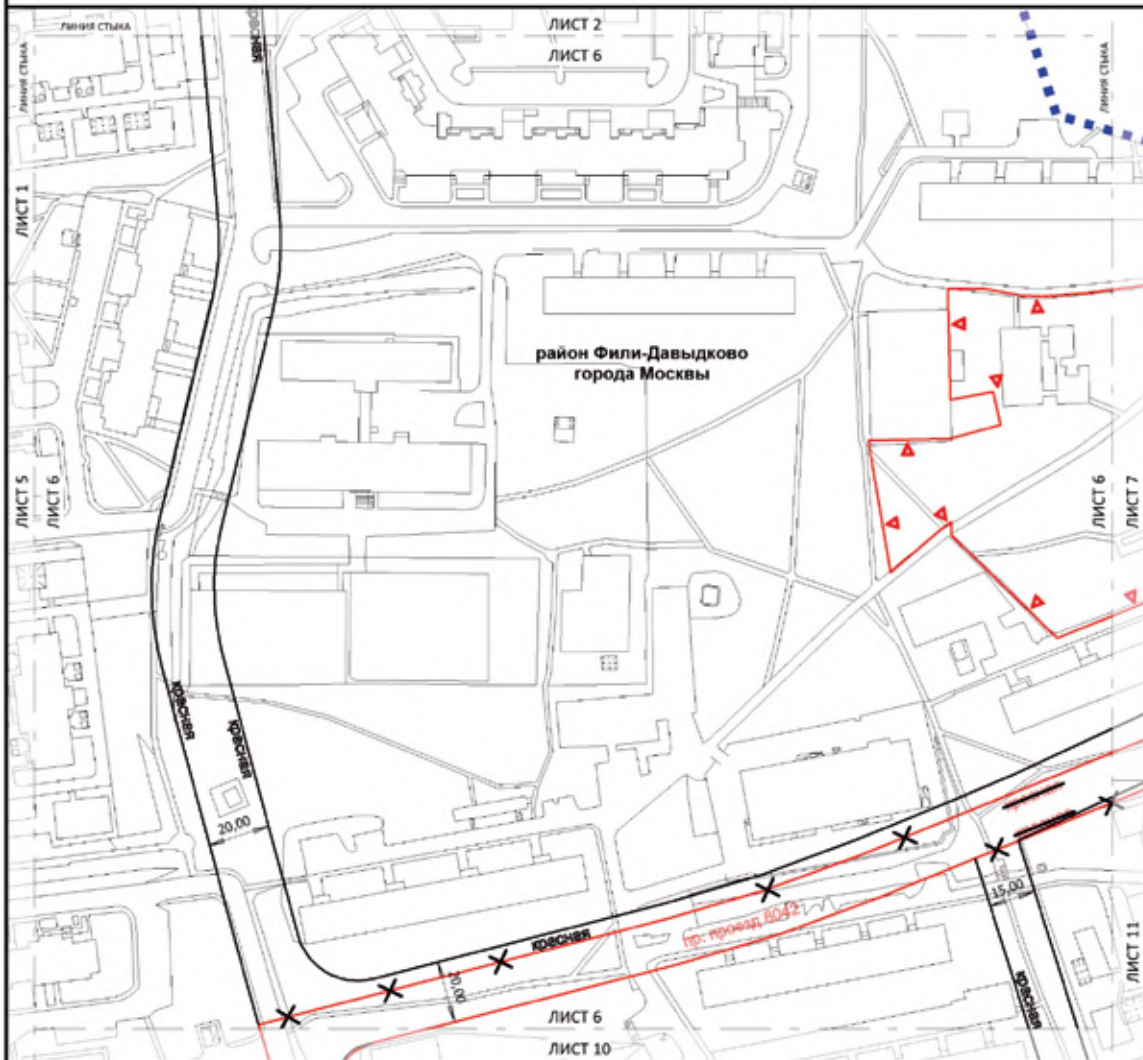 ЛИНИЯ СТЫКА
красная
ЛИСТ 2
ЛИСТ 6
ЛИНИЯ СТЫКА
ЛИНИЯ СТЫКА
ЛИСТ 1
район Фили-Давыдково
города Москвы
ЛИСТ 5
ЛИСТ 6
ЛИСТ 6
ЛИСТ 7
красная
красная
20,00
15,00
пр. проезд 6042
красная
20,00
красная
ЛИСТ 11
ЛИСТ 6
ЛИСТ 10